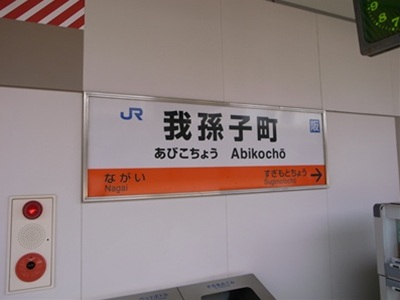 JR
我孫子町
阪
あびこちょう Abikochō
ながい
Nagai
すぎもとちょう
Sugimotochō